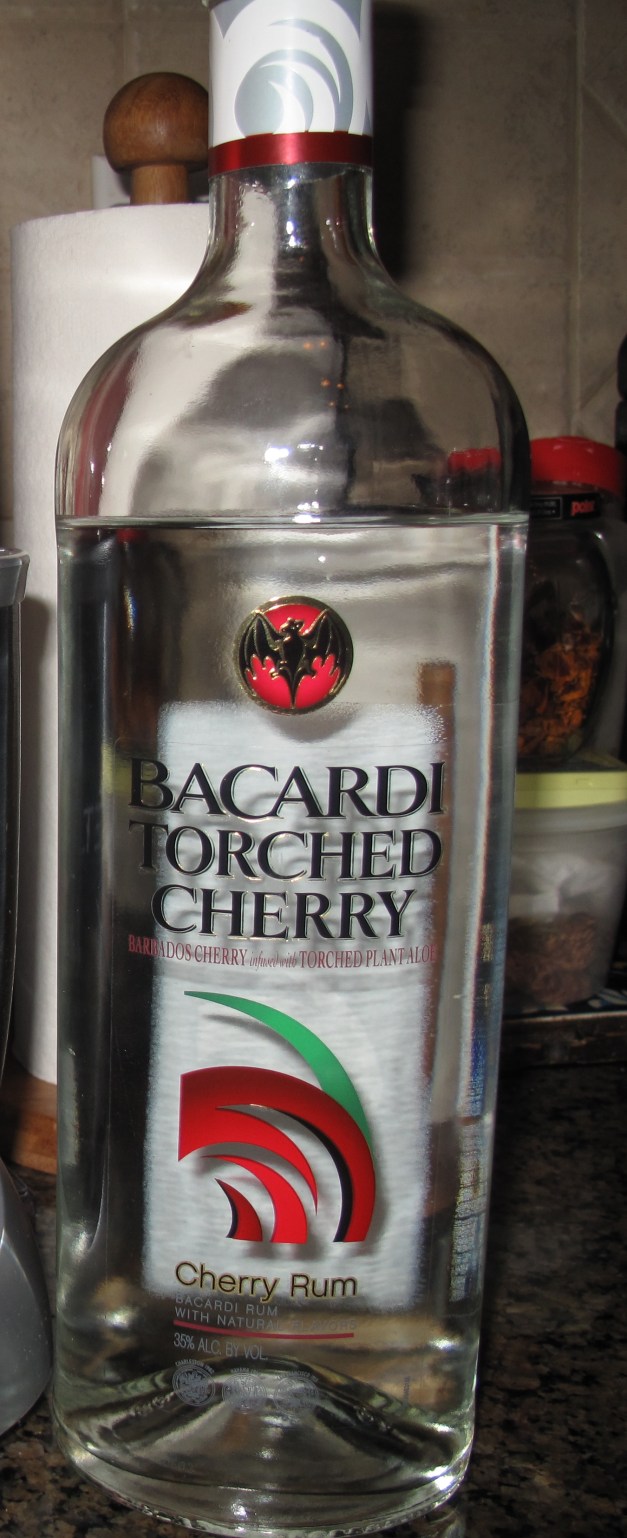 BACARDI
TORCHED
CHERRY
BARBADOS CHERRY infused with TORCHED PLANT ALOE
Cherry Rum
BACARDI RUM
WITH NATURAL FLAVORS
35% ALC. BY VOL.